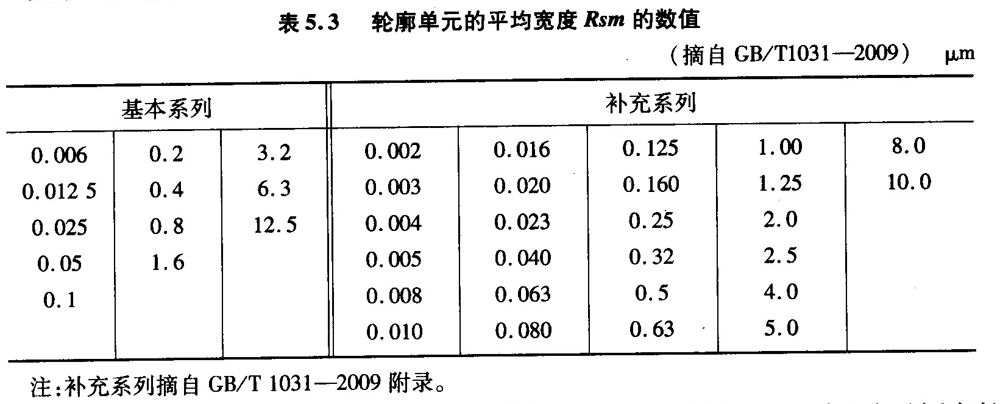 表5.3 轮廓单元的平均宽度 Rsm 的数值
(摘自 GB/T1031—2009) μm
基本系列 补充系列
0.006 0.2 3.2 0.002 0.016 0.125 1.00 8.0
0.012 5 0.4 6.3 0.003 0.020 0.160 1.25 10.0
0.025 0.8 12.5 0.004 0.023 0.25 2.0
0.05 1.6 0.005 0.040 0.32 2.5
0.1 0.008 0.063 0.5 4.0
0.010 0.080 0.63 5.0
注:补充系列摘自 GB/T 1031—2009 附录。